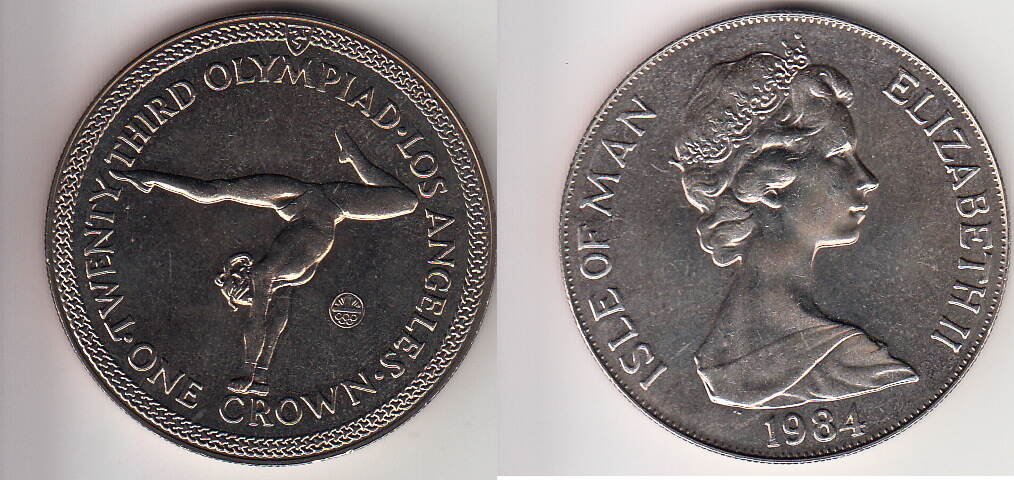 TWENTY THIRD OLYMPIAD · LOS ANGELES ·
ONE CROWN ·
ISLE OF MAN
ELIZABETH II
1984